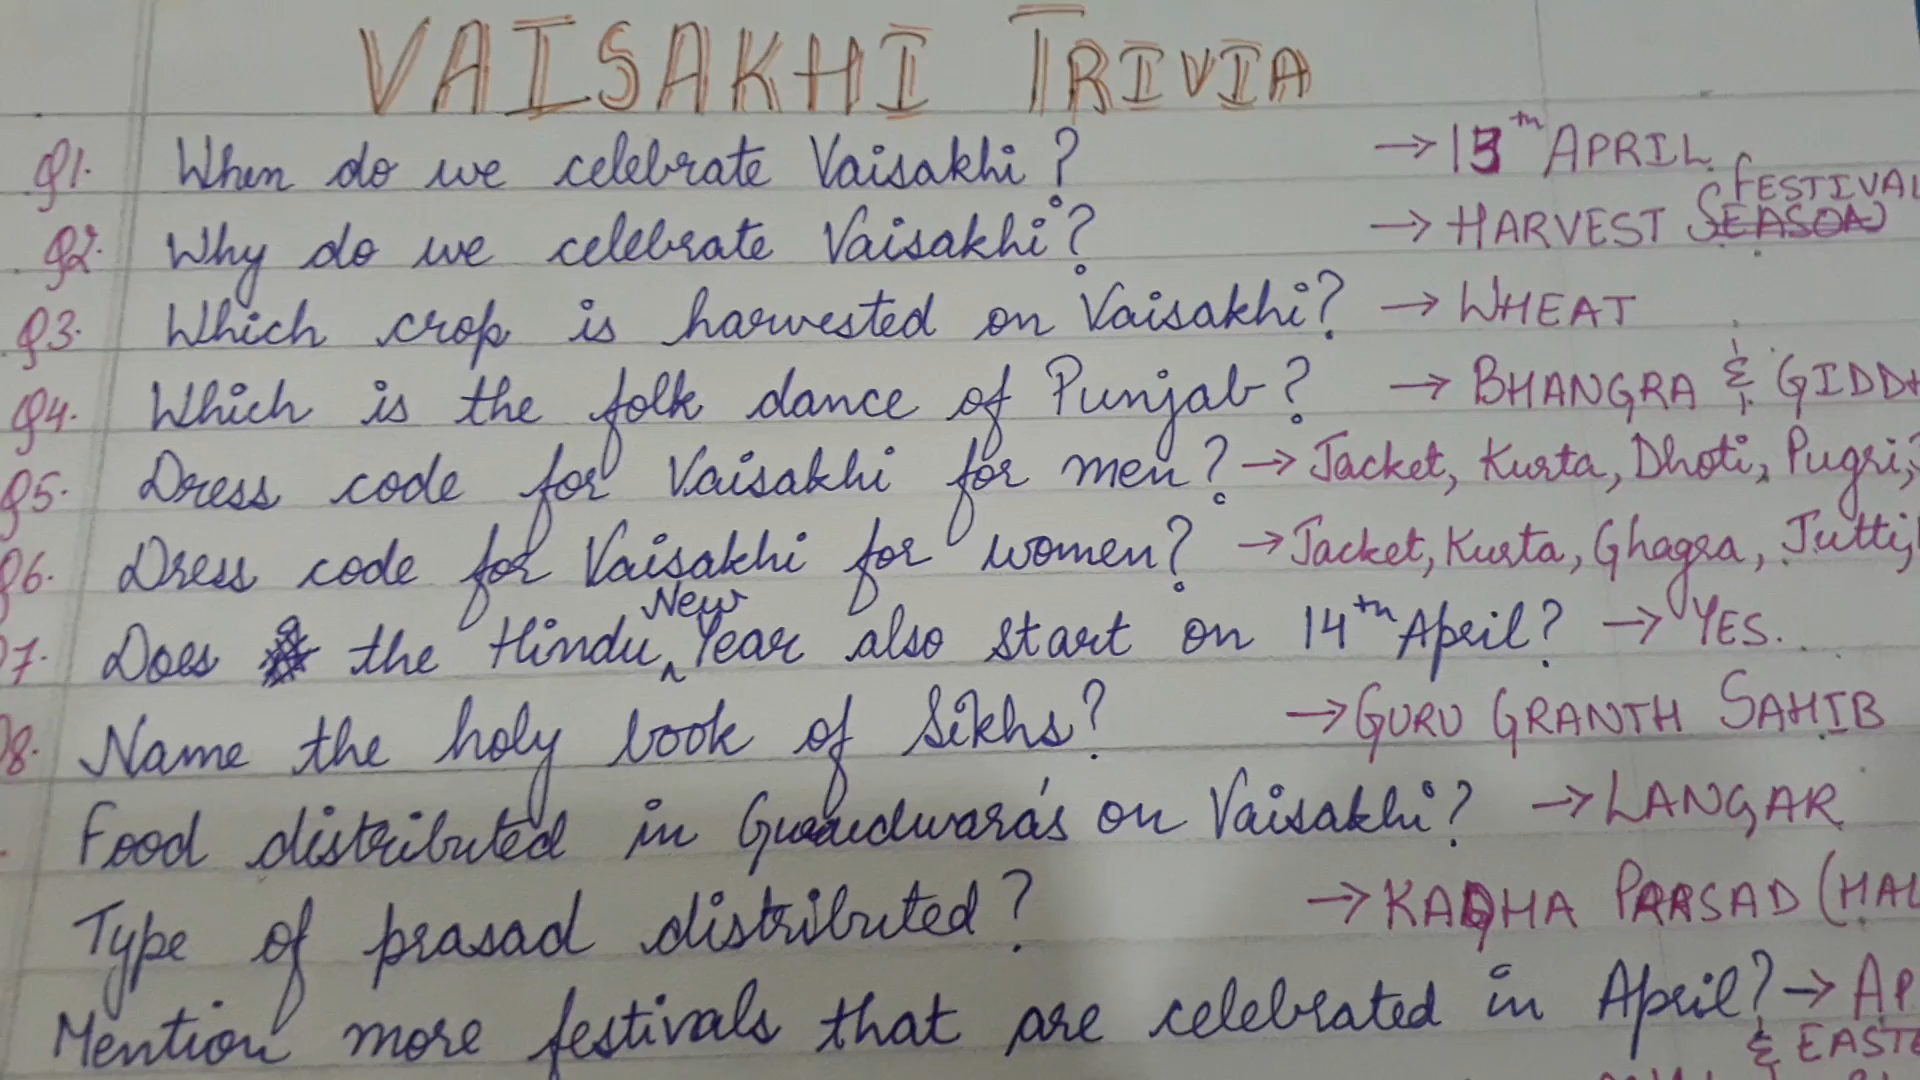 VAISAKHI TRIVIA
Q1. When do we celebrate Vaisakhi? → 13th APRIL.
Q2. Why do we celebrate Vaisakhi? → HARVEST FESTIVAL
Q3. Which crop is harvested on Vaisakhi? → WHEAT
Q4. Which is the folk dance of Punjab? → BHANGRA & GIDDH
Q5. Dress code for Vaisakhi for men? → Jacket, Kurta, Dhoti, Pugri,
Q6. Dress code for Vaisakhi for women? → Jacket, Kurta, Ghagra, Jutti,
7. Does the Hindu New Year also start on 14th April? → YES.
8. Name the holy book of Sikhs? → GURU GRANTH SAHIB
Food distributed in Gurudwara's on Vaisakhi? → LANGAR
Type of prasad distributed? → KADHA PARSAD (HAL
Mention more festivals that are celebrated in April? → AP
& EASTE